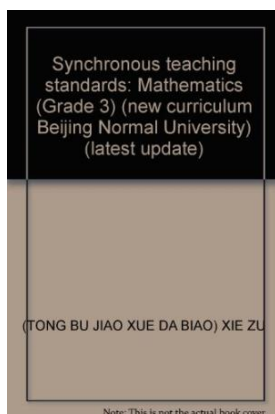 Synchronous teaching
standards: Mathematics
(Grade 3) (new curriculum
Beijing Normal University)
(latest update)
(TONG BU JIAO XUE DA BIAO) XIE ZU
Note: This is not the actual book cover